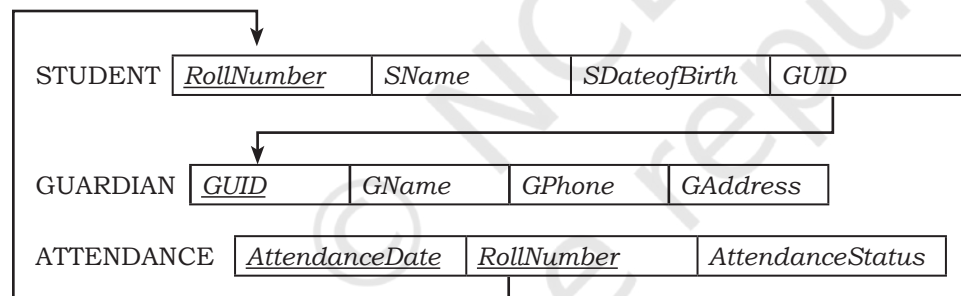 STUDENT RollNumber SName SDateofBirth GUID
GUARDIAN GUID GName GPhone GAddress
ATTENDANCE AttendanceDate RollNumber AttendanceStatus